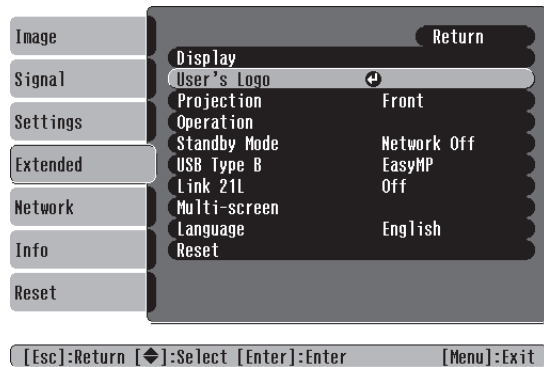 Image
Signal
Settings
Extended
Network
Info
Reset
Return
Display
User's Logo
Projection Front
Operation
Standby Mode Network Off
USB Type B EasyMP
Link 21L Off
Multi-screen
Language English
Reset
[Esc]:Return [◆]:Select [Enter]:Enter [Menu]:Exit